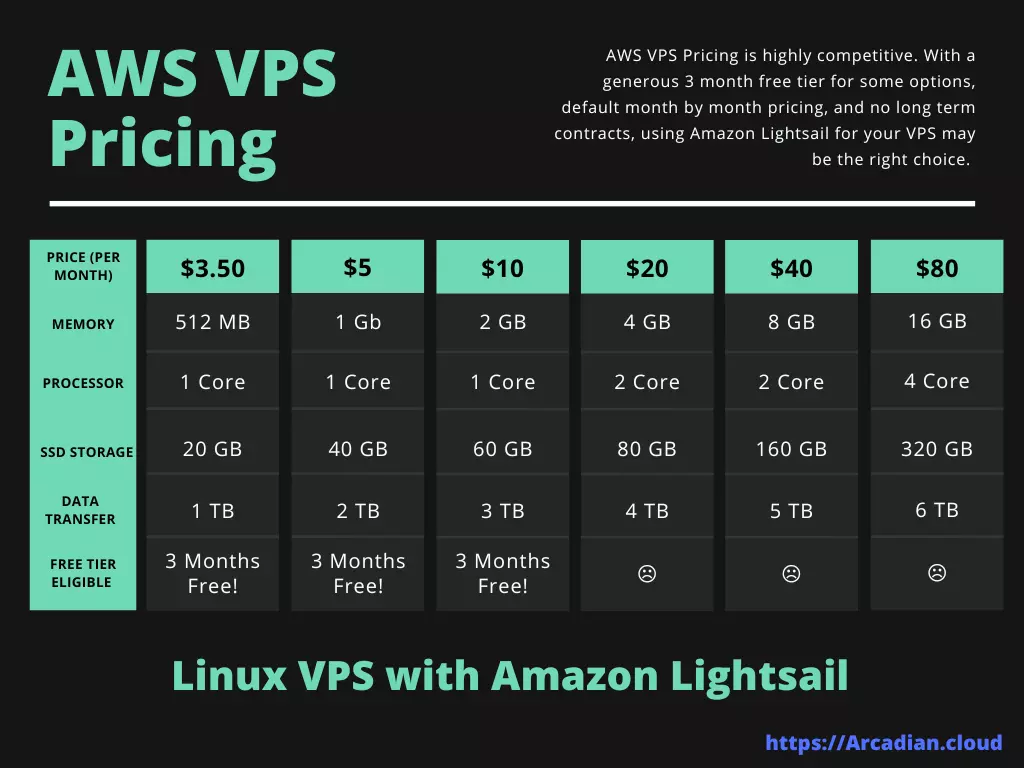 AWS VPS
Pricing
AWS VPS Pricing is highly competitive. With a
generous 3 month free tier for some options,
default month by month pricing, and no long term
contracts, using Amazon Lightsail for your VPS may
be the right choice.
PRICE (PER
MONTH)
$3.50
$5
$10
$20
$40
$80
MEMORY
512 MB
1 Gb
2 GB
4 GB
8 GB
16 GB
PROCESSOR
1 Core
1 Core
1 Core
2 Core
2 Core
4 Core
SSD STORAGE
20 GB
40 GB
60 GB
80 GB
160 GB
320 GB
DATA
TRANSFER
1 TB
2 TB
3 TB
4 TB
5 TB
6 TB
FREE TIER
ELIGIBLE
3 Months
Free!
3 Months
Free!
3 Months
Free!
☹
☹
☹
Linux VPS with Amazon Lightsail
https://Arcadian.cloud